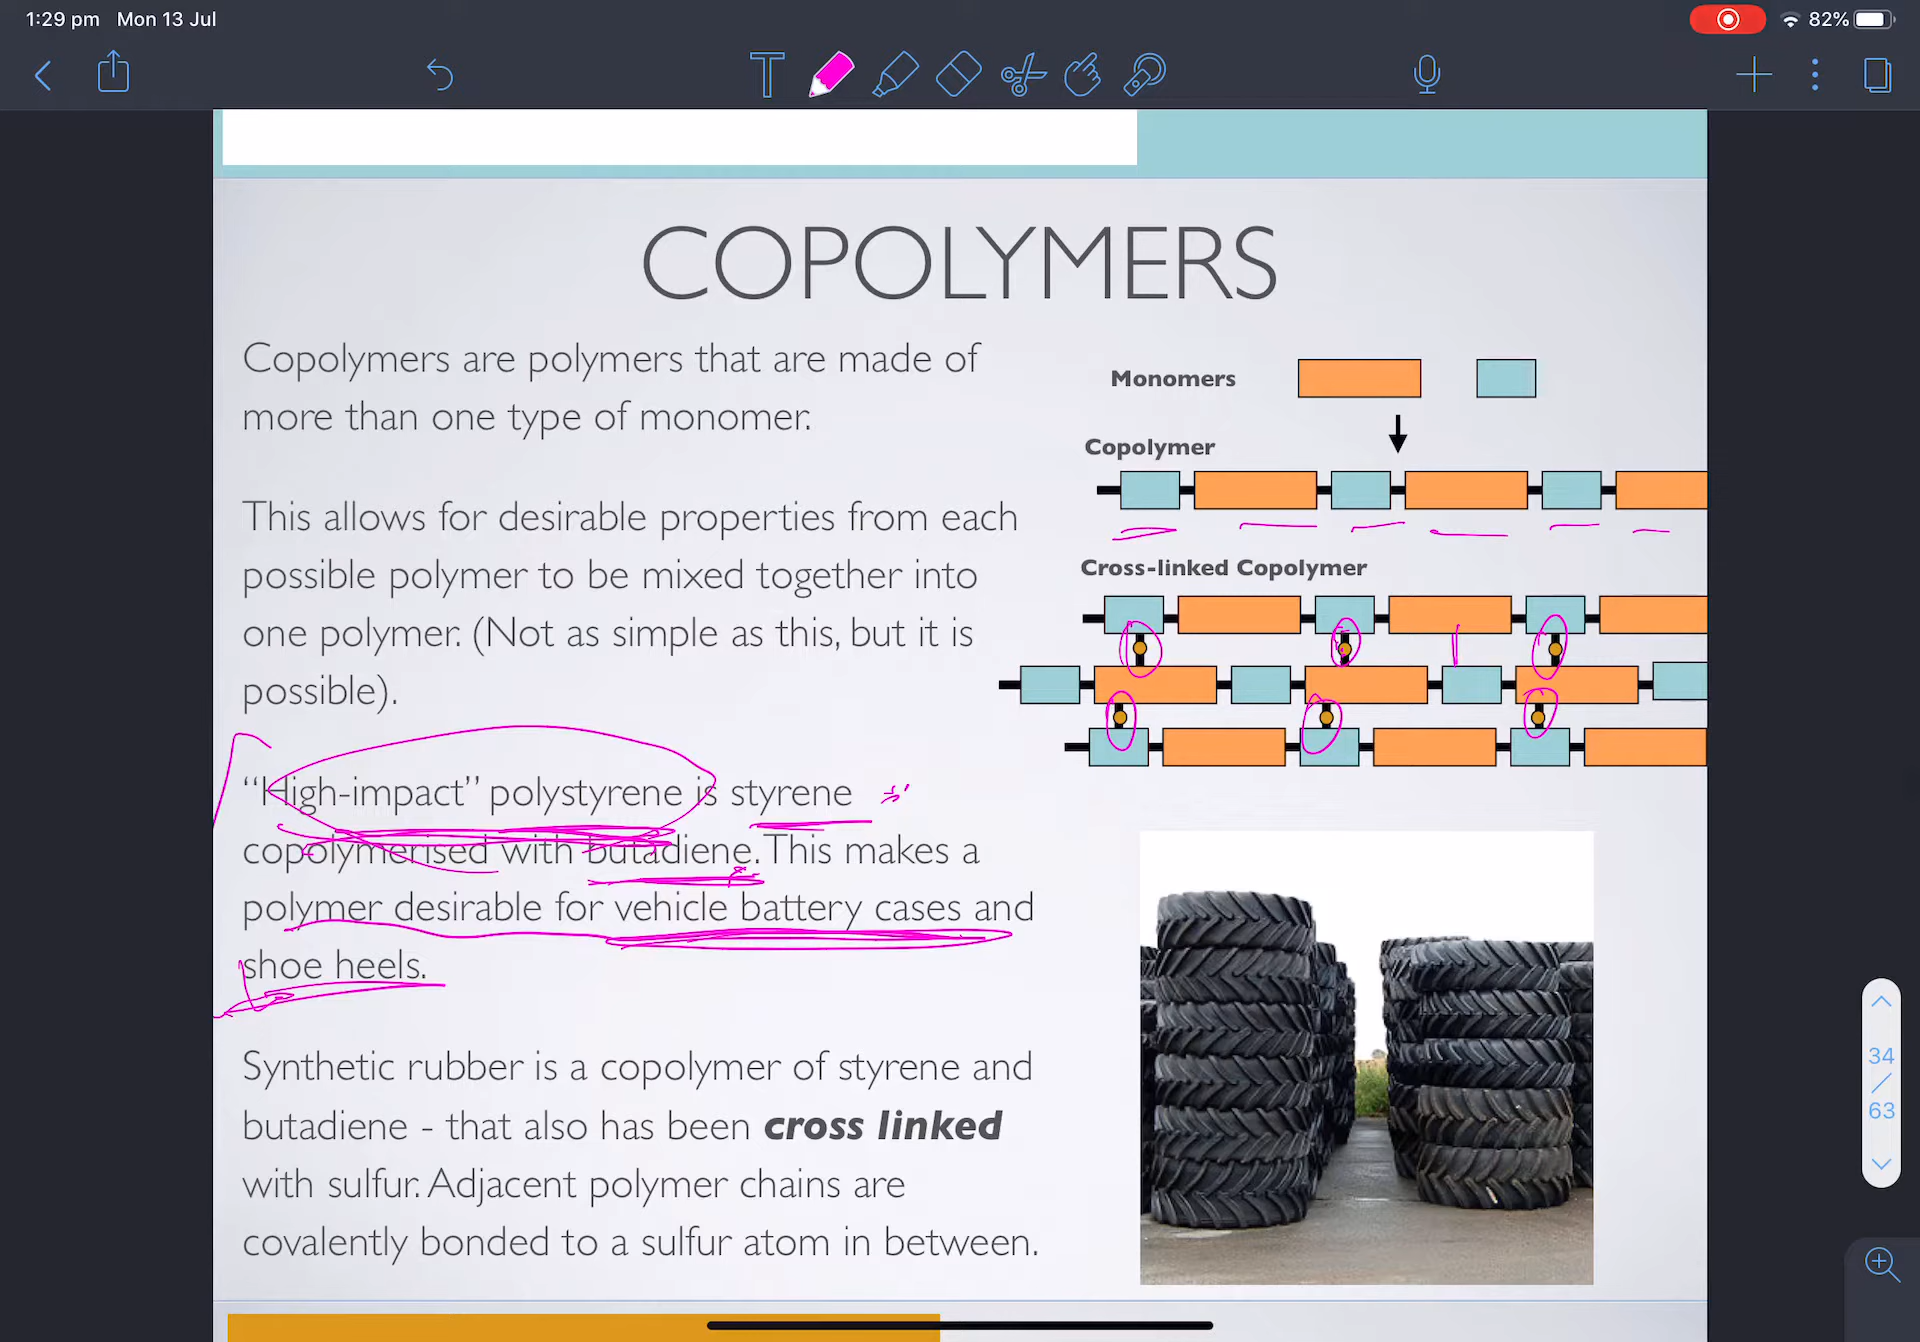 1:29 pm Mon 13 Jul
82%
COPOLYMERS
Copolymers are polymers that are made of
more than one type of monomer.
This allows for desirable properties from each
possible polymer to be mixed together into
one polymer. (Not as simple as this, but it is
possible).
“High-impact” polystyrene is styrene
copolymerised with butadiene. This makes a
polymer desirable for vehicle battery cases and
shoe heels.
Synthetic rubber is a copolymer of styrene and
butadiene - that also has been cross linked
with sulfur. Adjacent polymer chains are
covalently bonded to a sulfur atom in between.
Monomers
Copolymer
Cross-linked Copolymer
34
/
63